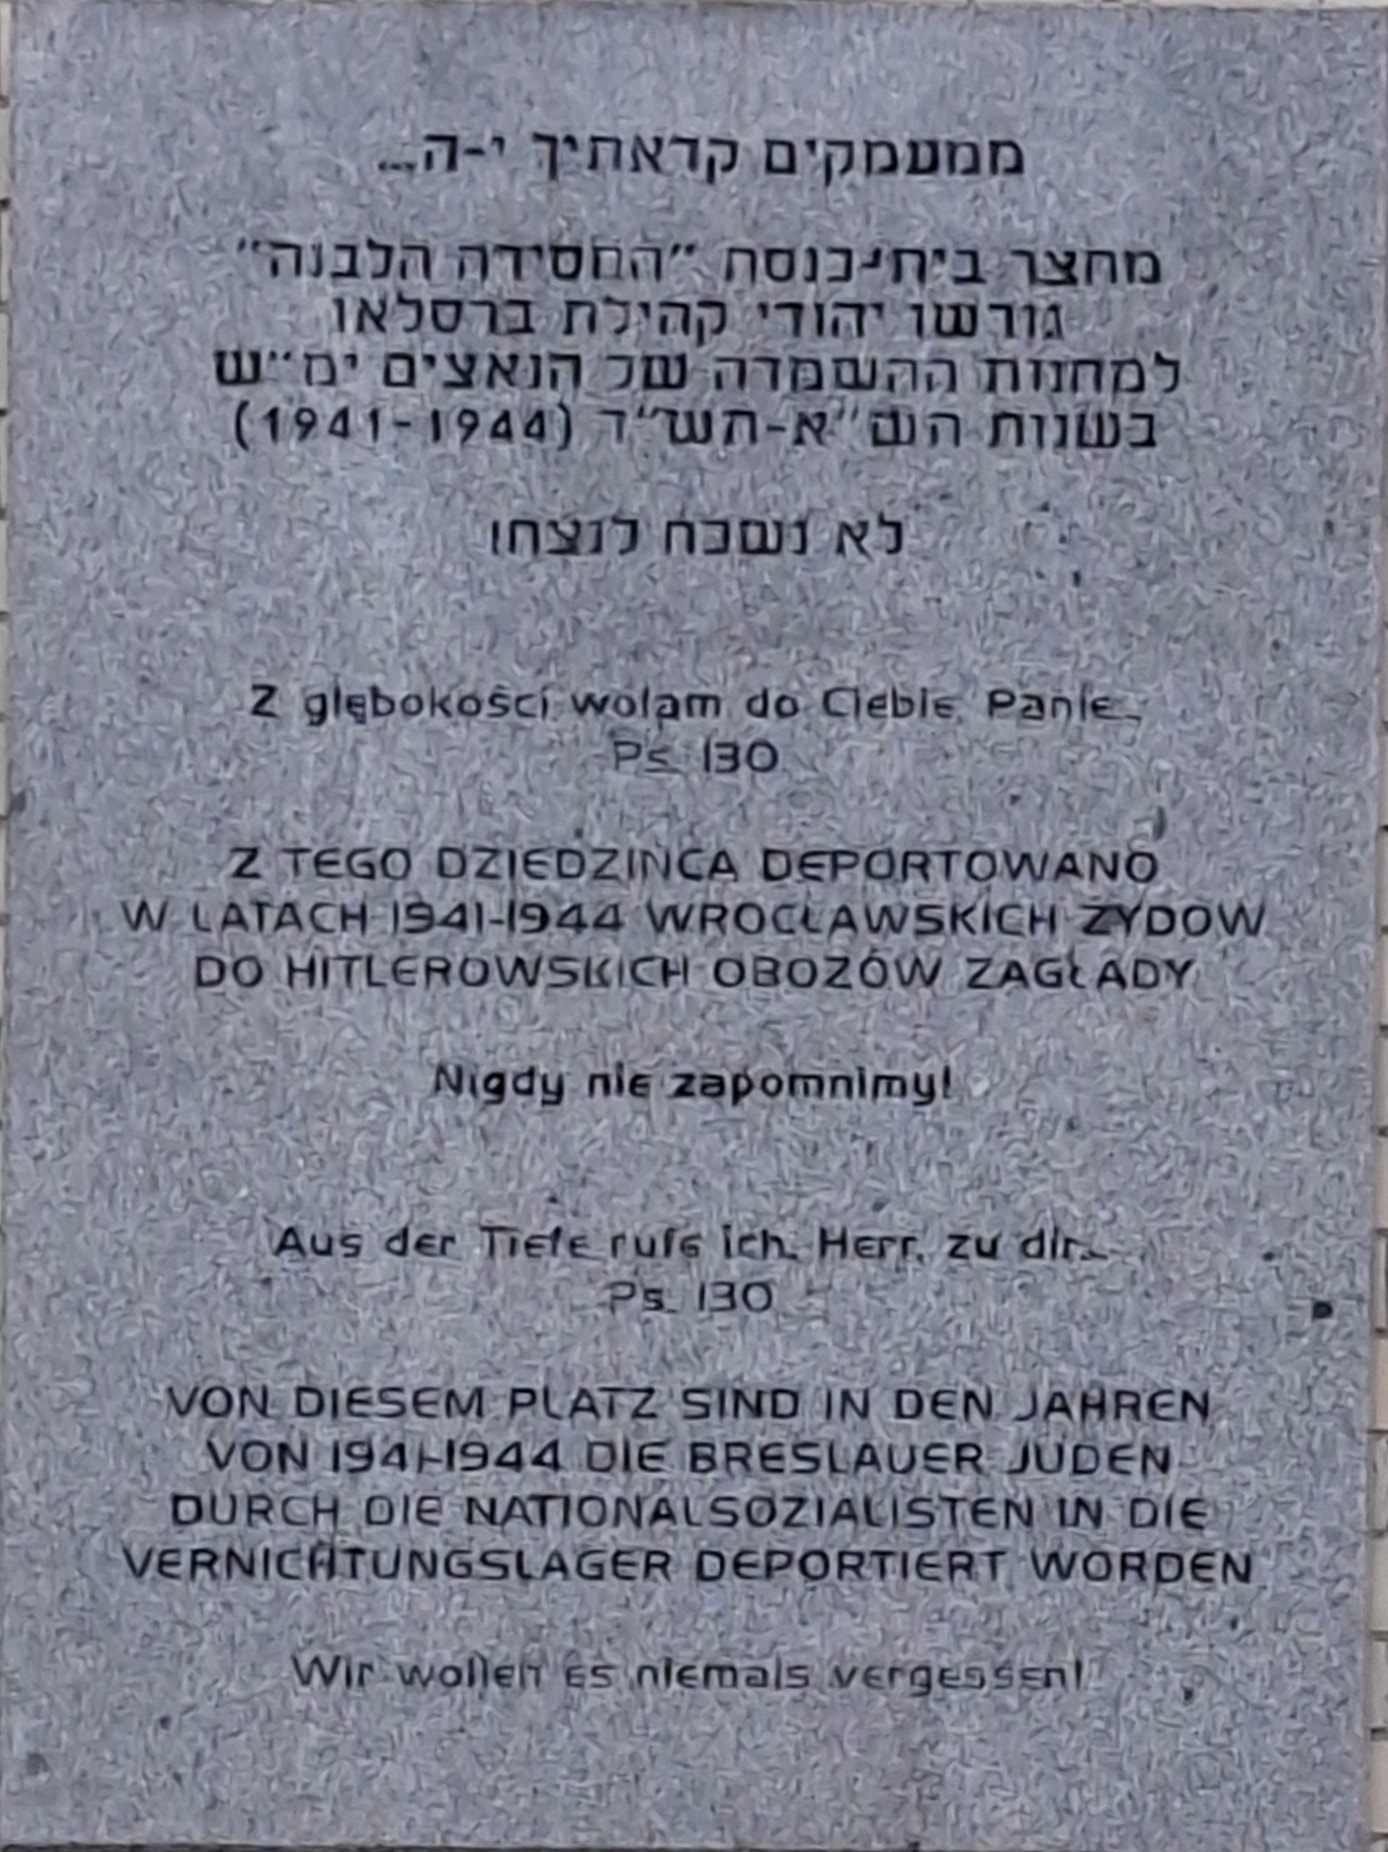 ממעמקים קראתיך י-ה...
מחצר בית-כנסת "החסידה הלבנה"
גורשו יהודי קהילת ברסלאו
למחנות ההשמדה של הנאצים ימ"ש
בשנות תש"א-תש"ד (1941-1944)
לא נשכח לנצח!
Z głębokości wołam do Ciebie, Panie...
Ps. 130
Z TEGO DZIEDZIŃCA DEPORTOWANO
W LATACH 1941-1944 WROCŁAWSKICH ŻYDÓW
DO HITLEROWSKICH OBOZÓW ZAGŁADY
Nigdy nie zapomnimy!
Aus der Tiefe rufe ich, Herr, zu dir...
Ps. 130
VON DIESEM PLATZ SIND IN DEN JAHREN
VON 1941-1944 DIE BRESLAUER JUDEN
DURCH DIE NATIONALSOZIALISTEN IN DIE
VERNICHTUNGSLAGER DEPORTIERT WORDEN
Wir wollen es niemals vergessen!